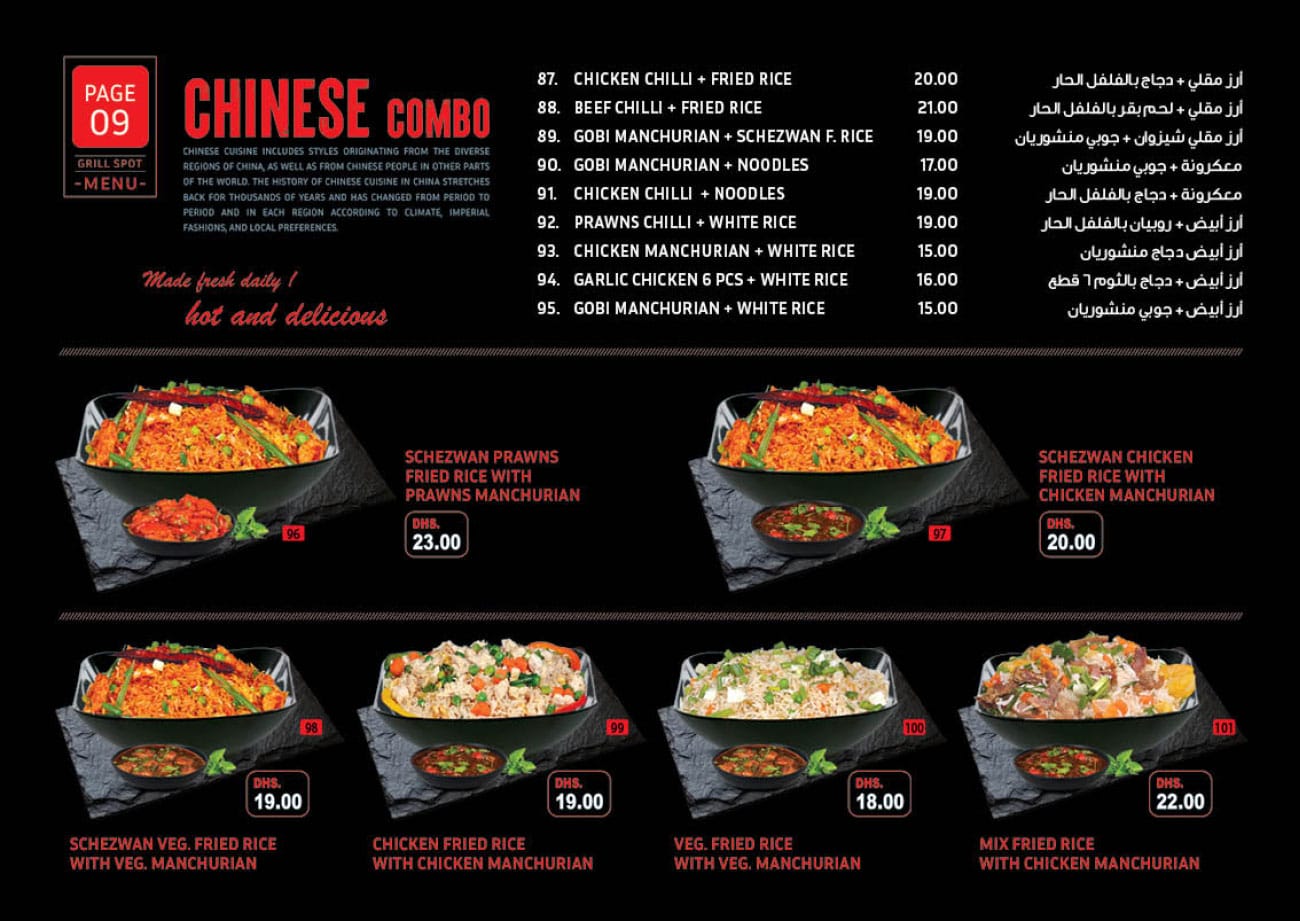 PAGE
09
GRILL SPOT
-MENU-
CHINESE COMBO
CHINESE CUISINE INCLUDES STYLES ORIGINATING FROM THE DIVERSE
REGIONS OF CHINA, AS WELL AS FROM CHINESE PEOPLE IN OTHER PARTS
OF THE WORLD. THE HISTORY OF CHINESE CUISINE IN CHINA STRETCHES
BACK FOR THOUSANDS OF YEARS AND HAS CHANGED FROM PERIOD TO
PERIOD AND IN EACH REGION ACCORDING TO CLIMATE, IMPERIAL
FASHIONS, AND LOCAL PREFERENCES.
Made fresh daily !
hot and delicious
87. CHICKEN CHILLI + FRIED RICE 20.00 أرز مقلي + دجاج بالفلفل الحار
88. BEEF CHILLI + FRIED RICE 21.00 أرز مقلي + لحم بقر بالفلفل الحار
89. GOBI MANCHURIAN + SCHEZWAN F. RICE 19.00 أرز مقلي شيزوان + جوبي منشوريان
90. GOBI MANCHURIAN + NOODLES 17.00 معكرونة + جوبي منشوريان
91. CHICKEN CHILLI + NOODLES 19.00 معكرونة + دجاج بالفلفل الحار
92. PRAWNS CHILLI + WHITE RICE 19.00 أرز أبيض + روبيان بالفلفل الحار
93. CHICKEN MANCHURIAN + WHITE RICE 15.00 أرز أبيض دجاج منشوريان
94. GARLIC CHICKEN 6 PCS + WHITE RICE 16.00 أرز أبيض + دجاج بالثوم ٦ قطع
95. GOBI MANCHURIAN + WHITE RICE 15.00 أرز أبيض + جوبي منشوريان
96
SCHEZWAN PRAWNS
FRIED RICE WITH
PRAWNS MANCHURIAN
DHS.
23.00
97
SCHEZWAN CHICKEN
FRIED RICE WITH
CHICKEN MANCHURIAN
DHS.
20.00
98
DHS.
19.00
SCHEZWAN VEG. FRIED RICE
WITH VEG. MANCHURIAN
99
DHS.
19.00
CHICKEN FRIED RICE
WITH CHICKEN MANCHURIAN
100
DHS.
18.00
VEG. FRIED RICE
WITH VEG. MANCHURIAN
101
DHS.
22.00
MIX FRIED RICE
WITH CHICKEN MANCHURIAN